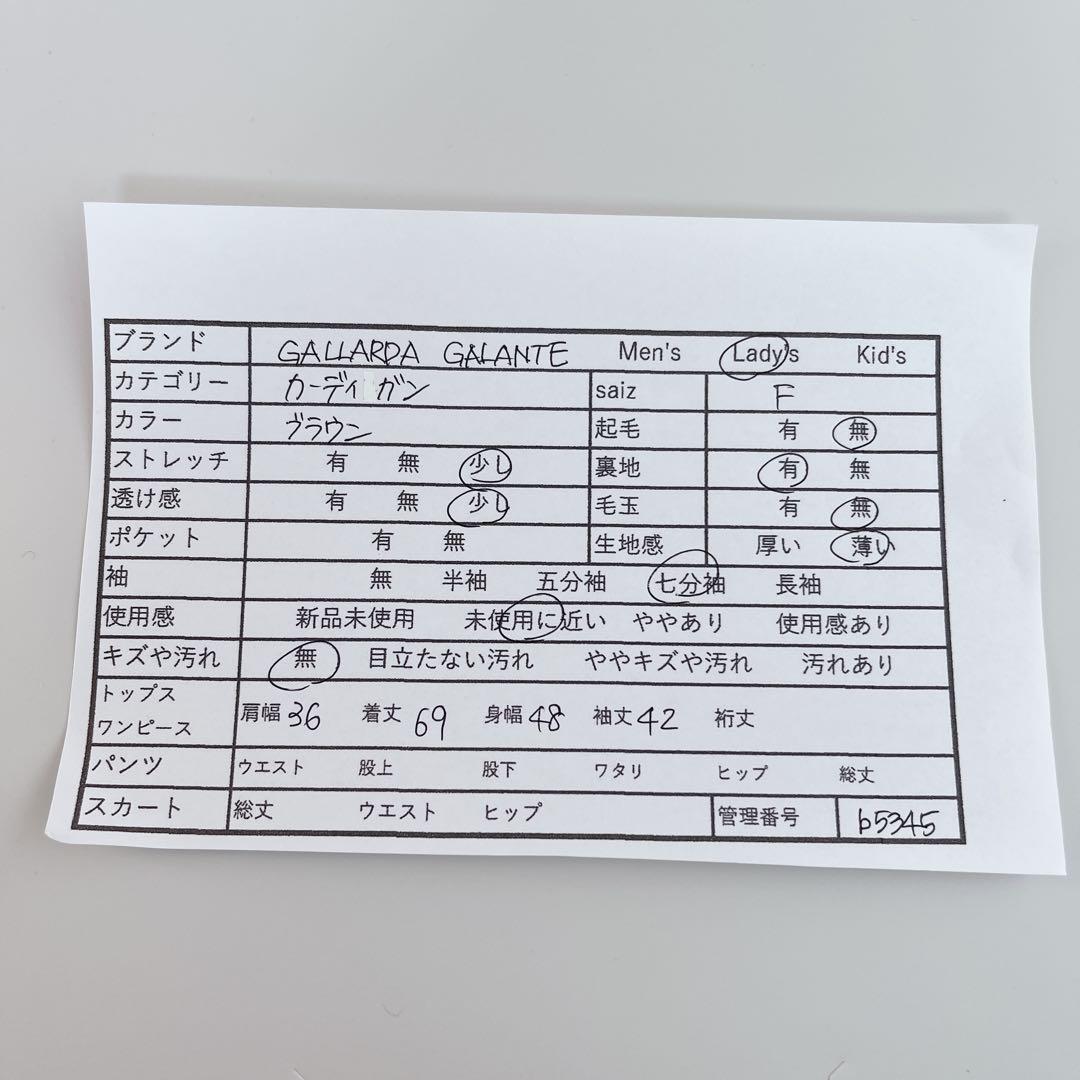 ブランド GALLARDA GALANTE Men's Lady's Kid's
カテゴリー カーディガン saiz F
カラー ブラウン 起毛 有 無
ストレッチ 有 無 少し 裏地 有 無
透け感 有 無 少し 毛玉 有 無
ポケット 有 無 生地感 厚い 薄い
袖 無 半袖 五分袖 七分袖 長袖
使用感 新品未使用 未使用に近い ややあり 使用感あり
キズや汚れ 無 目立たない汚れ ややキズや汚れ 汚れあり
トップス
ワンピース 肩幅 36 着丈 69 身幅 48 袖丈 42 裄丈
パンツ ウエスト 股上 股下 ワタリ ヒップ 総丈
スカート 総丈 ウエスト ヒップ 管理番号 b5345